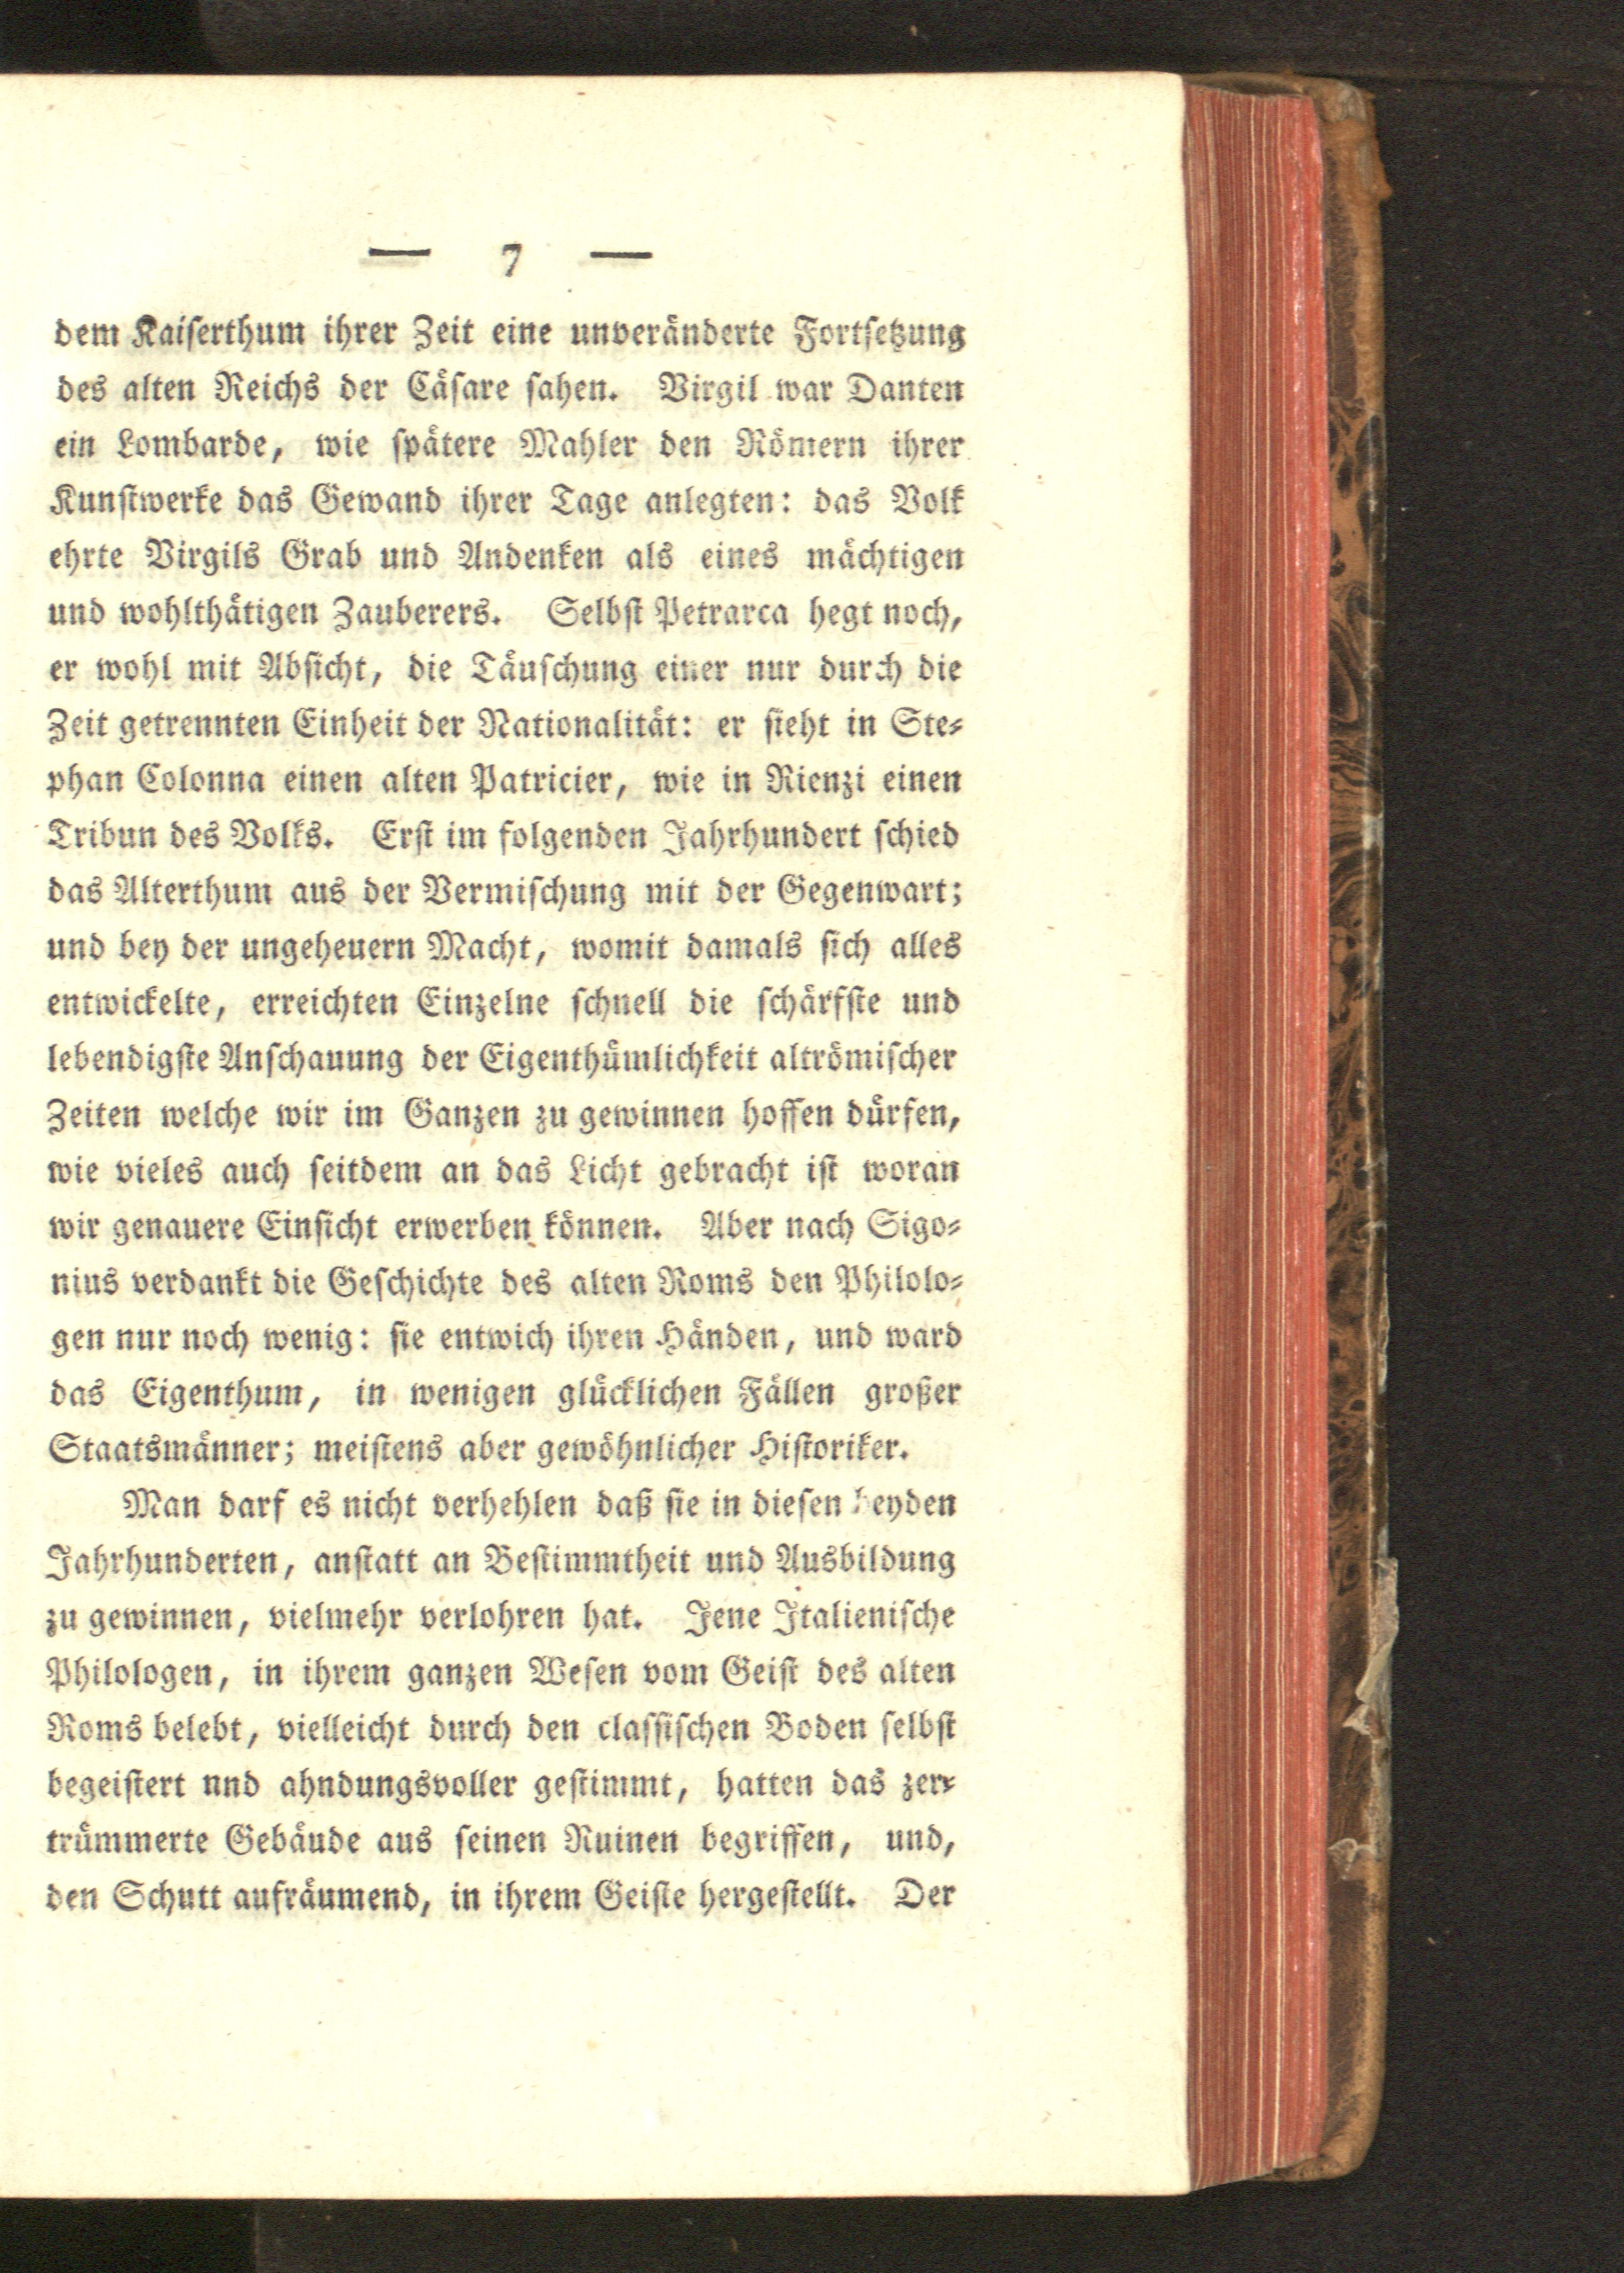 — 7 —
dem Kaiſerthum ihrer Zeit eine unveränderte Fortſetzung
des alten Reichs der Cäſare ſahen. Virgil war Danten
ein Lombarde, wie ſpätere Mahler den Römern ihrer
Kunſtwerke das Gewand ihrer Tage anlegten: das Volk
ehrte Virgils Grab und Andenken als eines mächtigen
und wohlthätigen Zauberers. Selbſt Petrarca hegt noch,
er wohl mit Abſicht, die Täuſchung einer nur durch die
Zeit getrennten Einheit der Nationalität: er ſieht in Ste⸗
phan Colonna einen alten Patricier, wie in Rienzi einen
Tribun des Volks. Erſt im folgenden Jahrhundert ſchied
das Alterthum aus der Vermiſchung mit der Gegenwart;
und bey der ungeheuern Macht, womit damals ſich alles
entwickelte, erreichten Einzelne ſchnell die ſchärfſte und
lebendigſte Anſchauung der Eigenthümlichkeit altrömiſcher
Zeiten welche wir im Ganzen zu gewinnen hoffen dürfen,
wie vieles auch ſeitdem an das Licht gebracht iſt woran
wir genauere Einſicht erwerben können. Aber nach Sigo⸗
nius verdankt die Geſchichte des alten Roms den Philolo⸗
gen nur noch wenig: ſie entwich ihren Händen, und ward
das Eigenthum, in wenigen glücklichen Fällen großer
Staatsmänner; meiſtens aber gewöhnlicher Hiſtoriker.
Man darf es nicht verhehlen daß ſie in dieſen beyden
Jahrhunderten, anſtatt an Beſtimmtheit und Ausbildung
zu gewinnen, vielmehr verlohren hat. Jene Italieniſche
Philologen, in ihrem ganzen Weſen vom Geiſt des alten
Roms belebt, vielleicht durch den claſſiſchen Boden ſelbſt
begeiſtert nnd ahndungsvoller geſtimmt, hatten das zer⸗
trümmerte Gebäude aus ſeinen Ruinen begriffen, und,
den Schutt aufräumend, in ihrem Geiſte hergeſtellt. Der